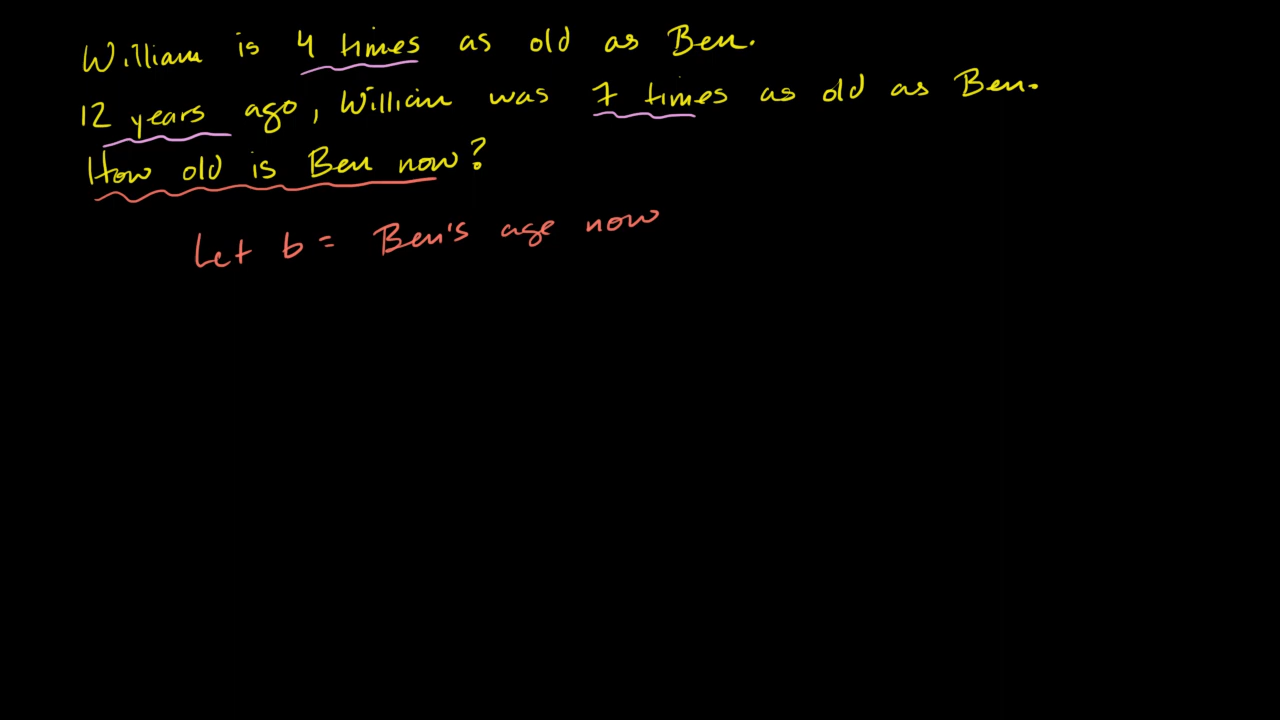 William is 4 times as old as Ben.
12 years ago, William was 7 times as old as Ben.
How old is Ben now?
Let b = Ben's age now